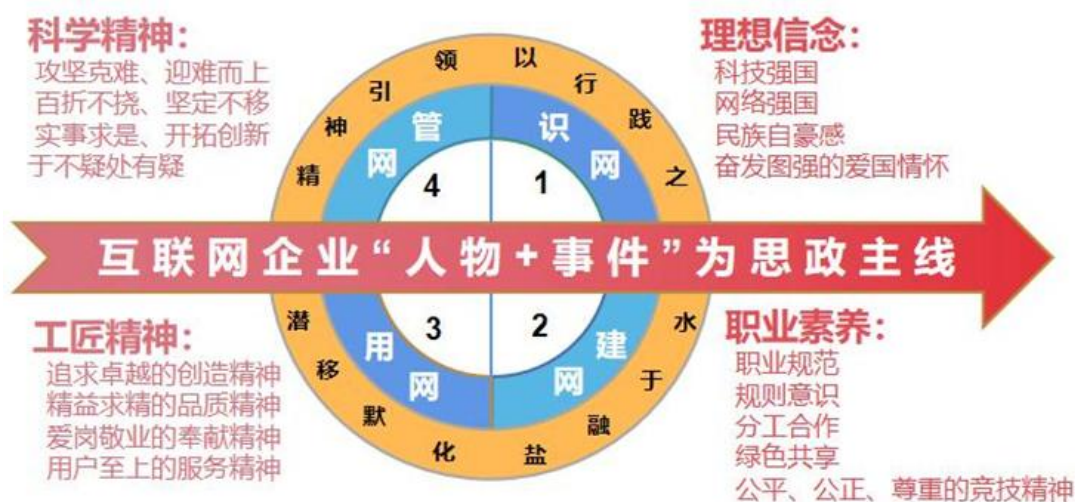 科学精神：
攻坚克难、迎难而上
百折不挠、坚定不移
实事求是、开拓创新
于不疑处有疑
理想信念：
科技强国
网络强国
民族自豪感
奋发图强的爱国情怀
精神引领
以行践之
管网
识网
4
1
互联网企业“人物+事件”为思政主线
3
2
用网
建网
潜移默化
盐融于水
工匠精神：
追求卓越的创造精神
精益求精的品质精神
爱岗敬业的奉献精神
用户至上的服务精神
职业素养：
职业规范
规则意识
分工合作
绿色共享
公平、公正、尊重的竞技精神